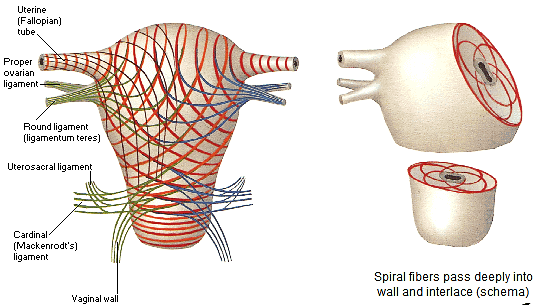 Uterine
(Fallopian)
tube
Proper
ovarian
ligament
Round ligament
(ligamentum teres)
Uterosacral ligament
Cardinal
(Mackenrodt's)
ligament
Vaginal wall
Spiral fibers pass deeply into
wall and interlace (schema)